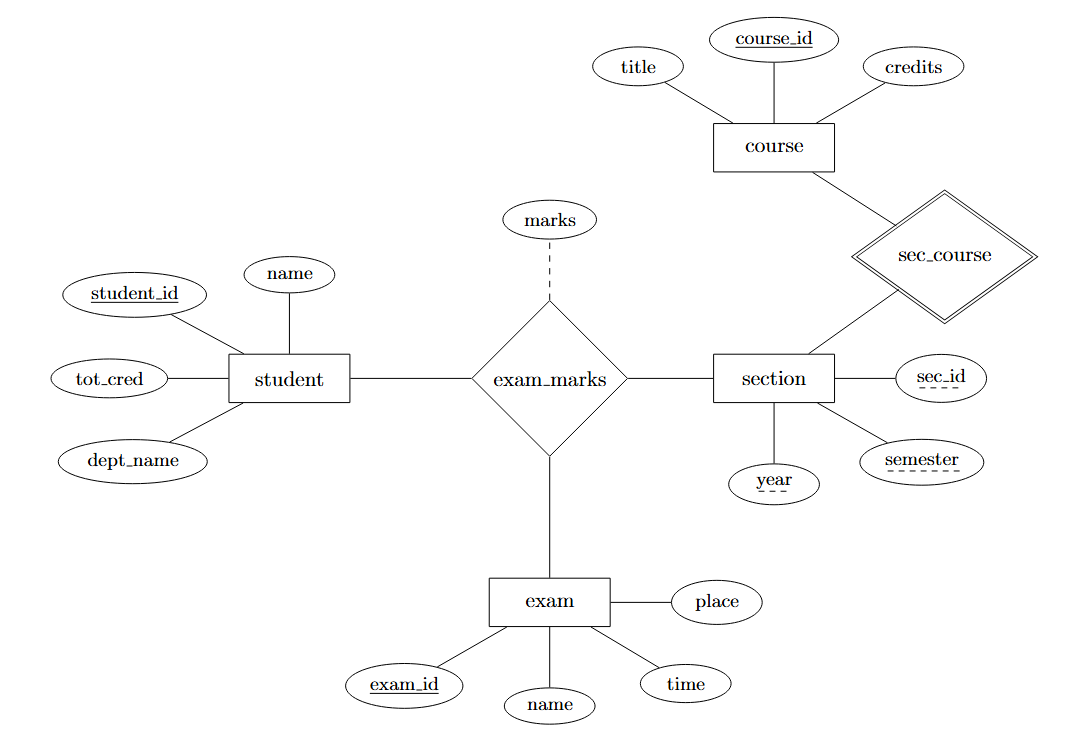 course_id
title
credits
course
marks
sec_course
name
student_id
tot_cred
student
exam_marks
section
sec_id
dept_name
semester
year
exam
place
exam_id
time
name